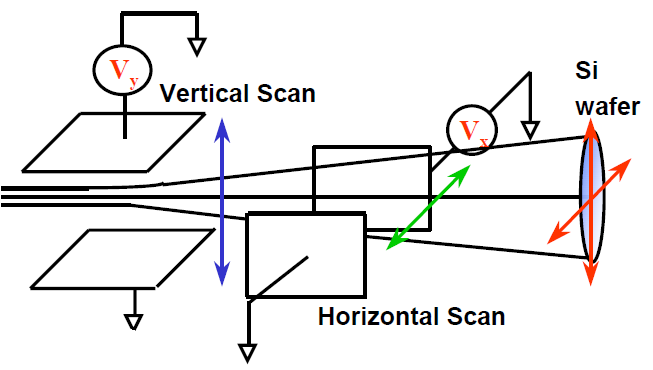 Vy
Vertical Scan
Vx
Si
wafer
Horizontal Scan